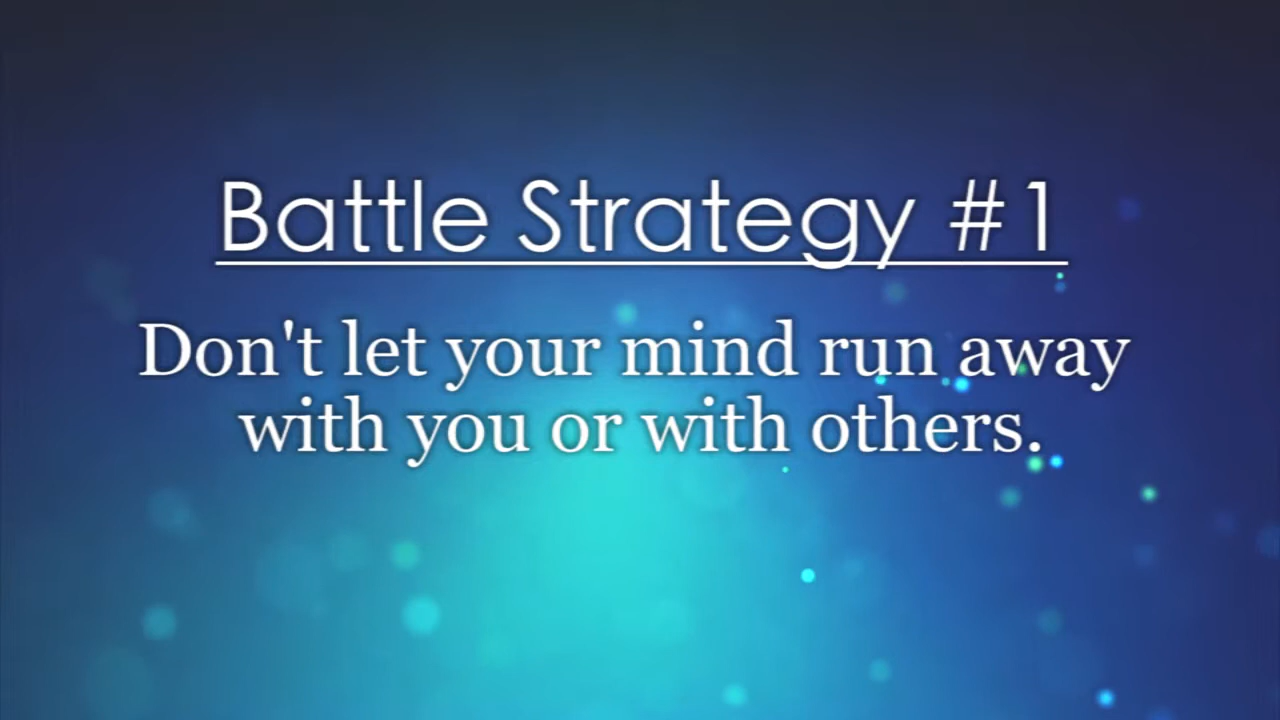 Battle Strategy #1
Don't let your mind run away
with you or with others.